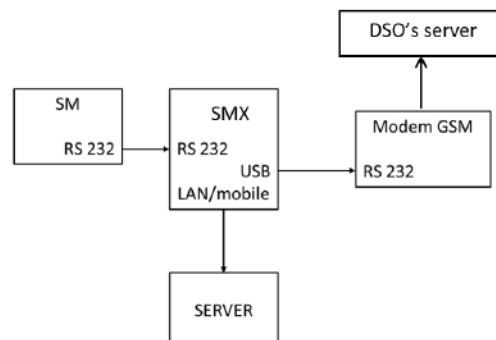 DSO's server
SM
RS 232
SMX
RS 232
USB
LAN/mobile
Modem GSM
RS 232
SERVER